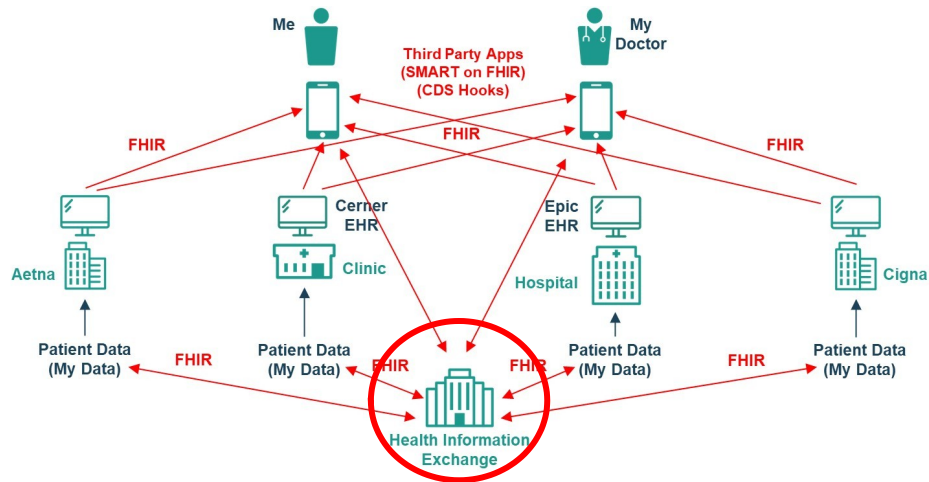 Me
My
Doctor
Third Party Apps
(SMART on FHIR)
(CDS Hooks)
FHIR
FHIR
FHIR
Cerner
EHR
Epic
EHR
Aetna
Clinic
Hospital
Cigna
Patient Data
(My Data)
FHIR
Patient Data
(My Data)
FHIR
FHIR
Patient Data
(My Data)
FHIR
Patient Data
(My Data)
Health Information
Exchange